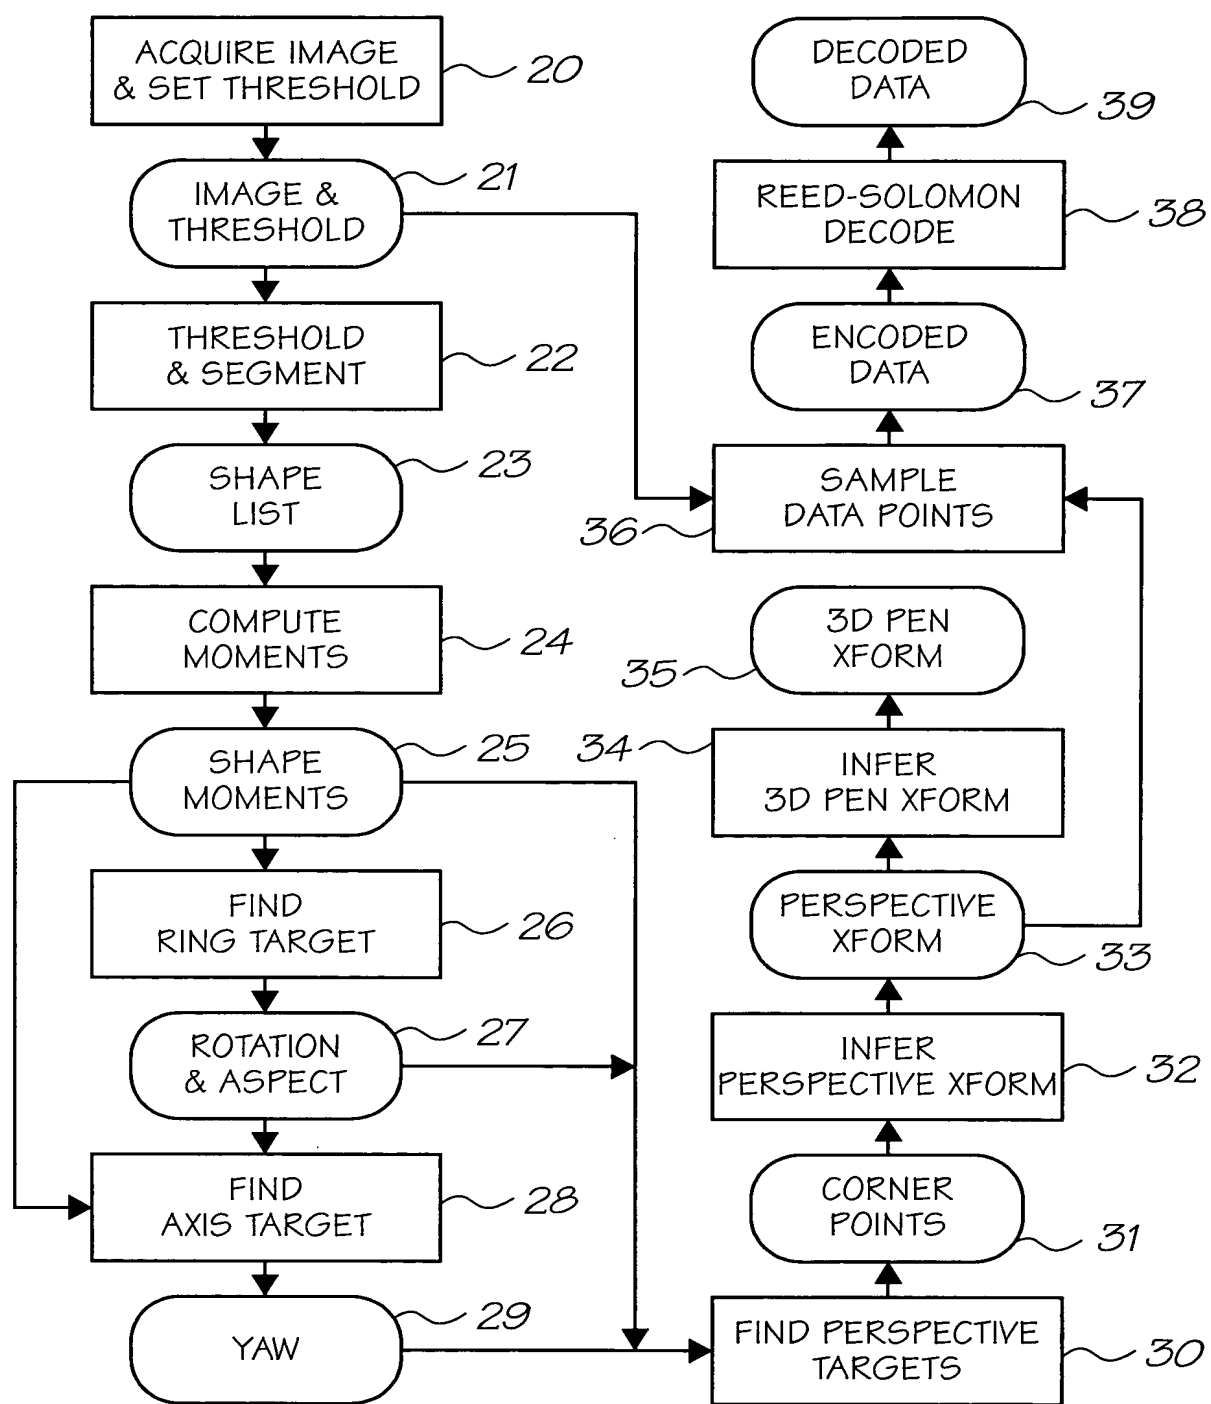 ACQUIRE IMAGE
& SET THRESHOLD
20
IMAGE &
THRESHOLD
21
THRESHOLD
& SEGMENT
22
SHAPE
LIST
23
COMPUTE
MOMENTS
24
SHAPE
MOMENTS
25
FIND
RING TARGET
26
ROTATION
& ASPECT
27
FIND
AXIS TARGET
28
YAW
29
DECODED
DATA
39
REED-SOLOMON
DECODE
38
ENCODED
DATA
37
SAMPLE
DATA POINTS
36
3D PEN
XFORM
35
34
INFER
3D PEN XFORM
PERSPECTIVE
XFORM
33
INFER
PERSPECTIVE XFORM
32
CORNER
POINTS
31
FIND PERSPECTIVE
TARGETS
30